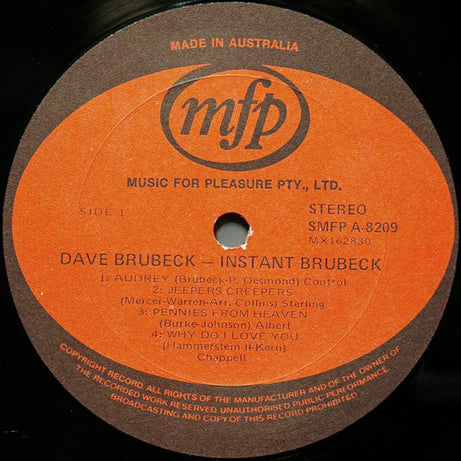 MADE IN AUSTRALIA
mfp
MUSIC FOR PLEASURE PTY., LTD.
SIDE 1
STEREO
SMFP A-8209
MX162830
DAVE BRUBECK — INSTANT BRUBECK
1: AUDREY (Brubeck-P. Desmond) Control
2: JEEPERS CREEPERS
(Mercer-Warren-Arr. Collins) Sterling
3: PENNIES FROM HEAVEN
(Burke-Johnson) Albert
4: WHY DO I LOVE YOU
(Hammerstein II-Kern)
Chappell
COPYRIGHT RECORD. ALL RIGHTS OF THE MANUFACTURER AND OF THE OWNER OF
THE RECORDED WORK RESERVED. UNAUTHORISED PUBLIC PERFORMANCE
BROADCASTING AND COPY OF THIS RECORD PROHIBITED